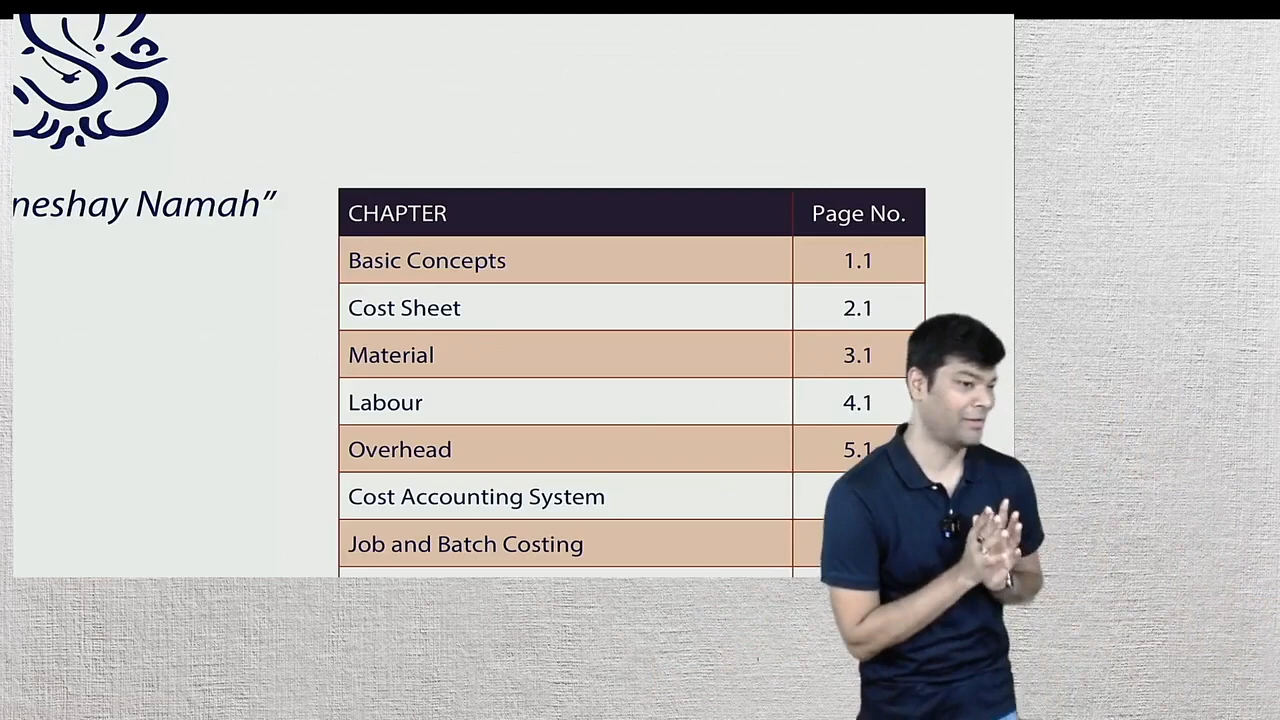 neshay Namah”
CHAPTER Page No.
Basic Concepts 1.1
Cost Sheet 2.1
Material 3.1
Labour 4.1
Overhead 5.1
Cost Accounting System
Job and Batch Costing